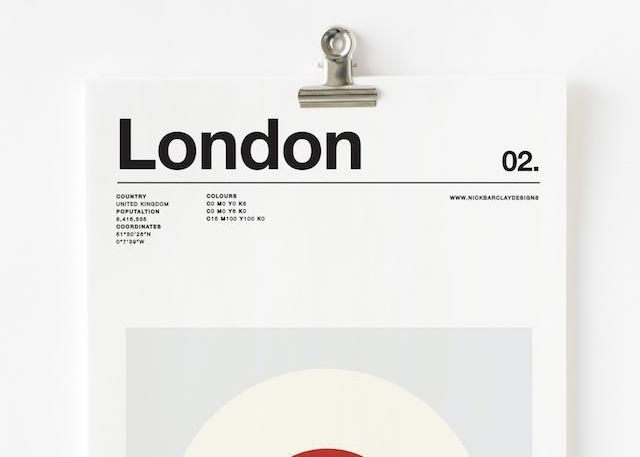 London
02.
COUNTRY
UNITED KINGDOM
POPUTALTION
8,416,535
COORDINATES
51°30'26"N
0°7'39"W
COLOURS
C0 M0 Y0 K6
C0 M0 Y6 K0
C15 M100 Y100 K0
WWW.NICKBARCLAYDESIGNS